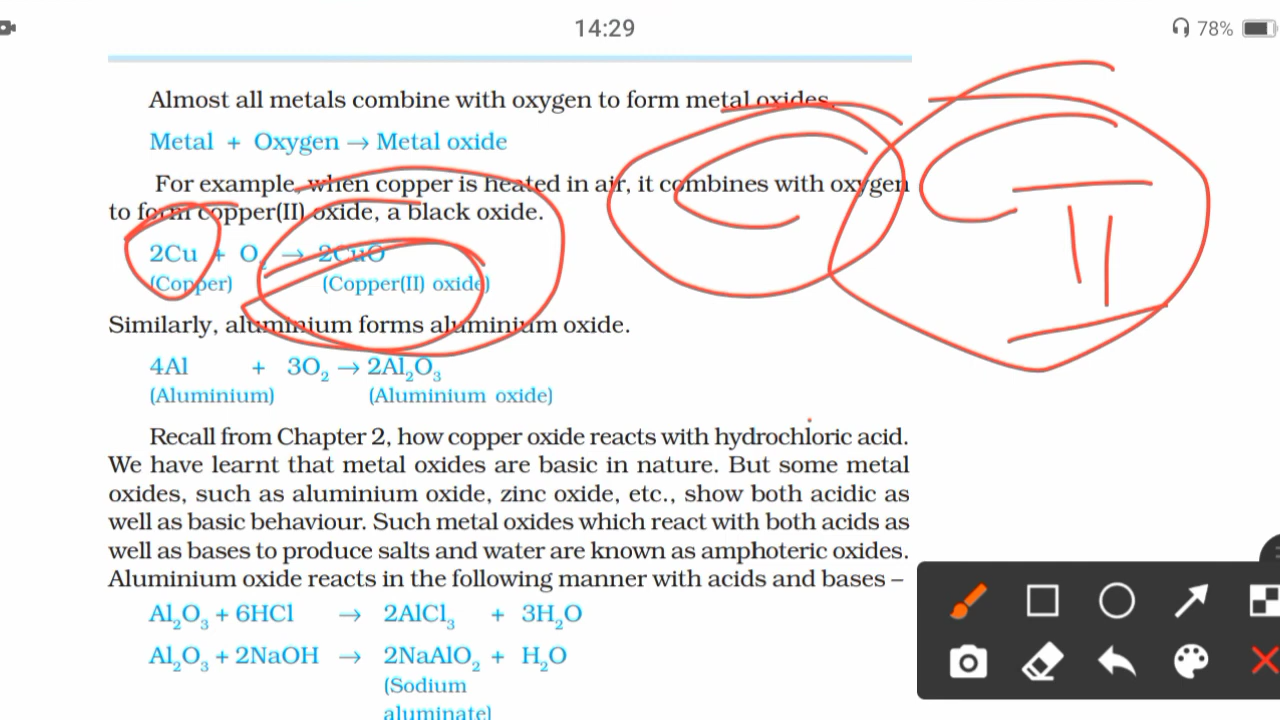 14:29
78%
Almost all metals combine with oxygen to form metal oxides.
Metal + Oxygen → Metal oxide
For example, when copper is heated in air, it combines with oxygen
to form copper(II) oxide, a black oxide.
2Cu + O₂ → 2CuO
(Copper) (Copper(II) oxide)
Similarly, aluminium forms aluminium oxide.
4Al + 3O₂ → 2Al₂O₃
(Aluminium) (Aluminium oxide)
Recall from Chapter 2, how copper oxide reacts with hydrochloric acid.
We have learnt that metal oxides are basic in nature. But some metal
oxides, such as aluminium oxide, zinc oxide, etc., show both acidic as
well as basic behaviour. Such metal oxides which react with both acids as
well as bases to produce salts and water are known as amphoteric oxides.
Aluminium oxide reacts in the following manner with acids and bases –
Al₂O₃ + 6HCl → 2AlCl₃ + 3H₂O
Al₂O₃ + 2NaOH → 2NaAlO₂ + H₂O
(Sodium
aluminate)